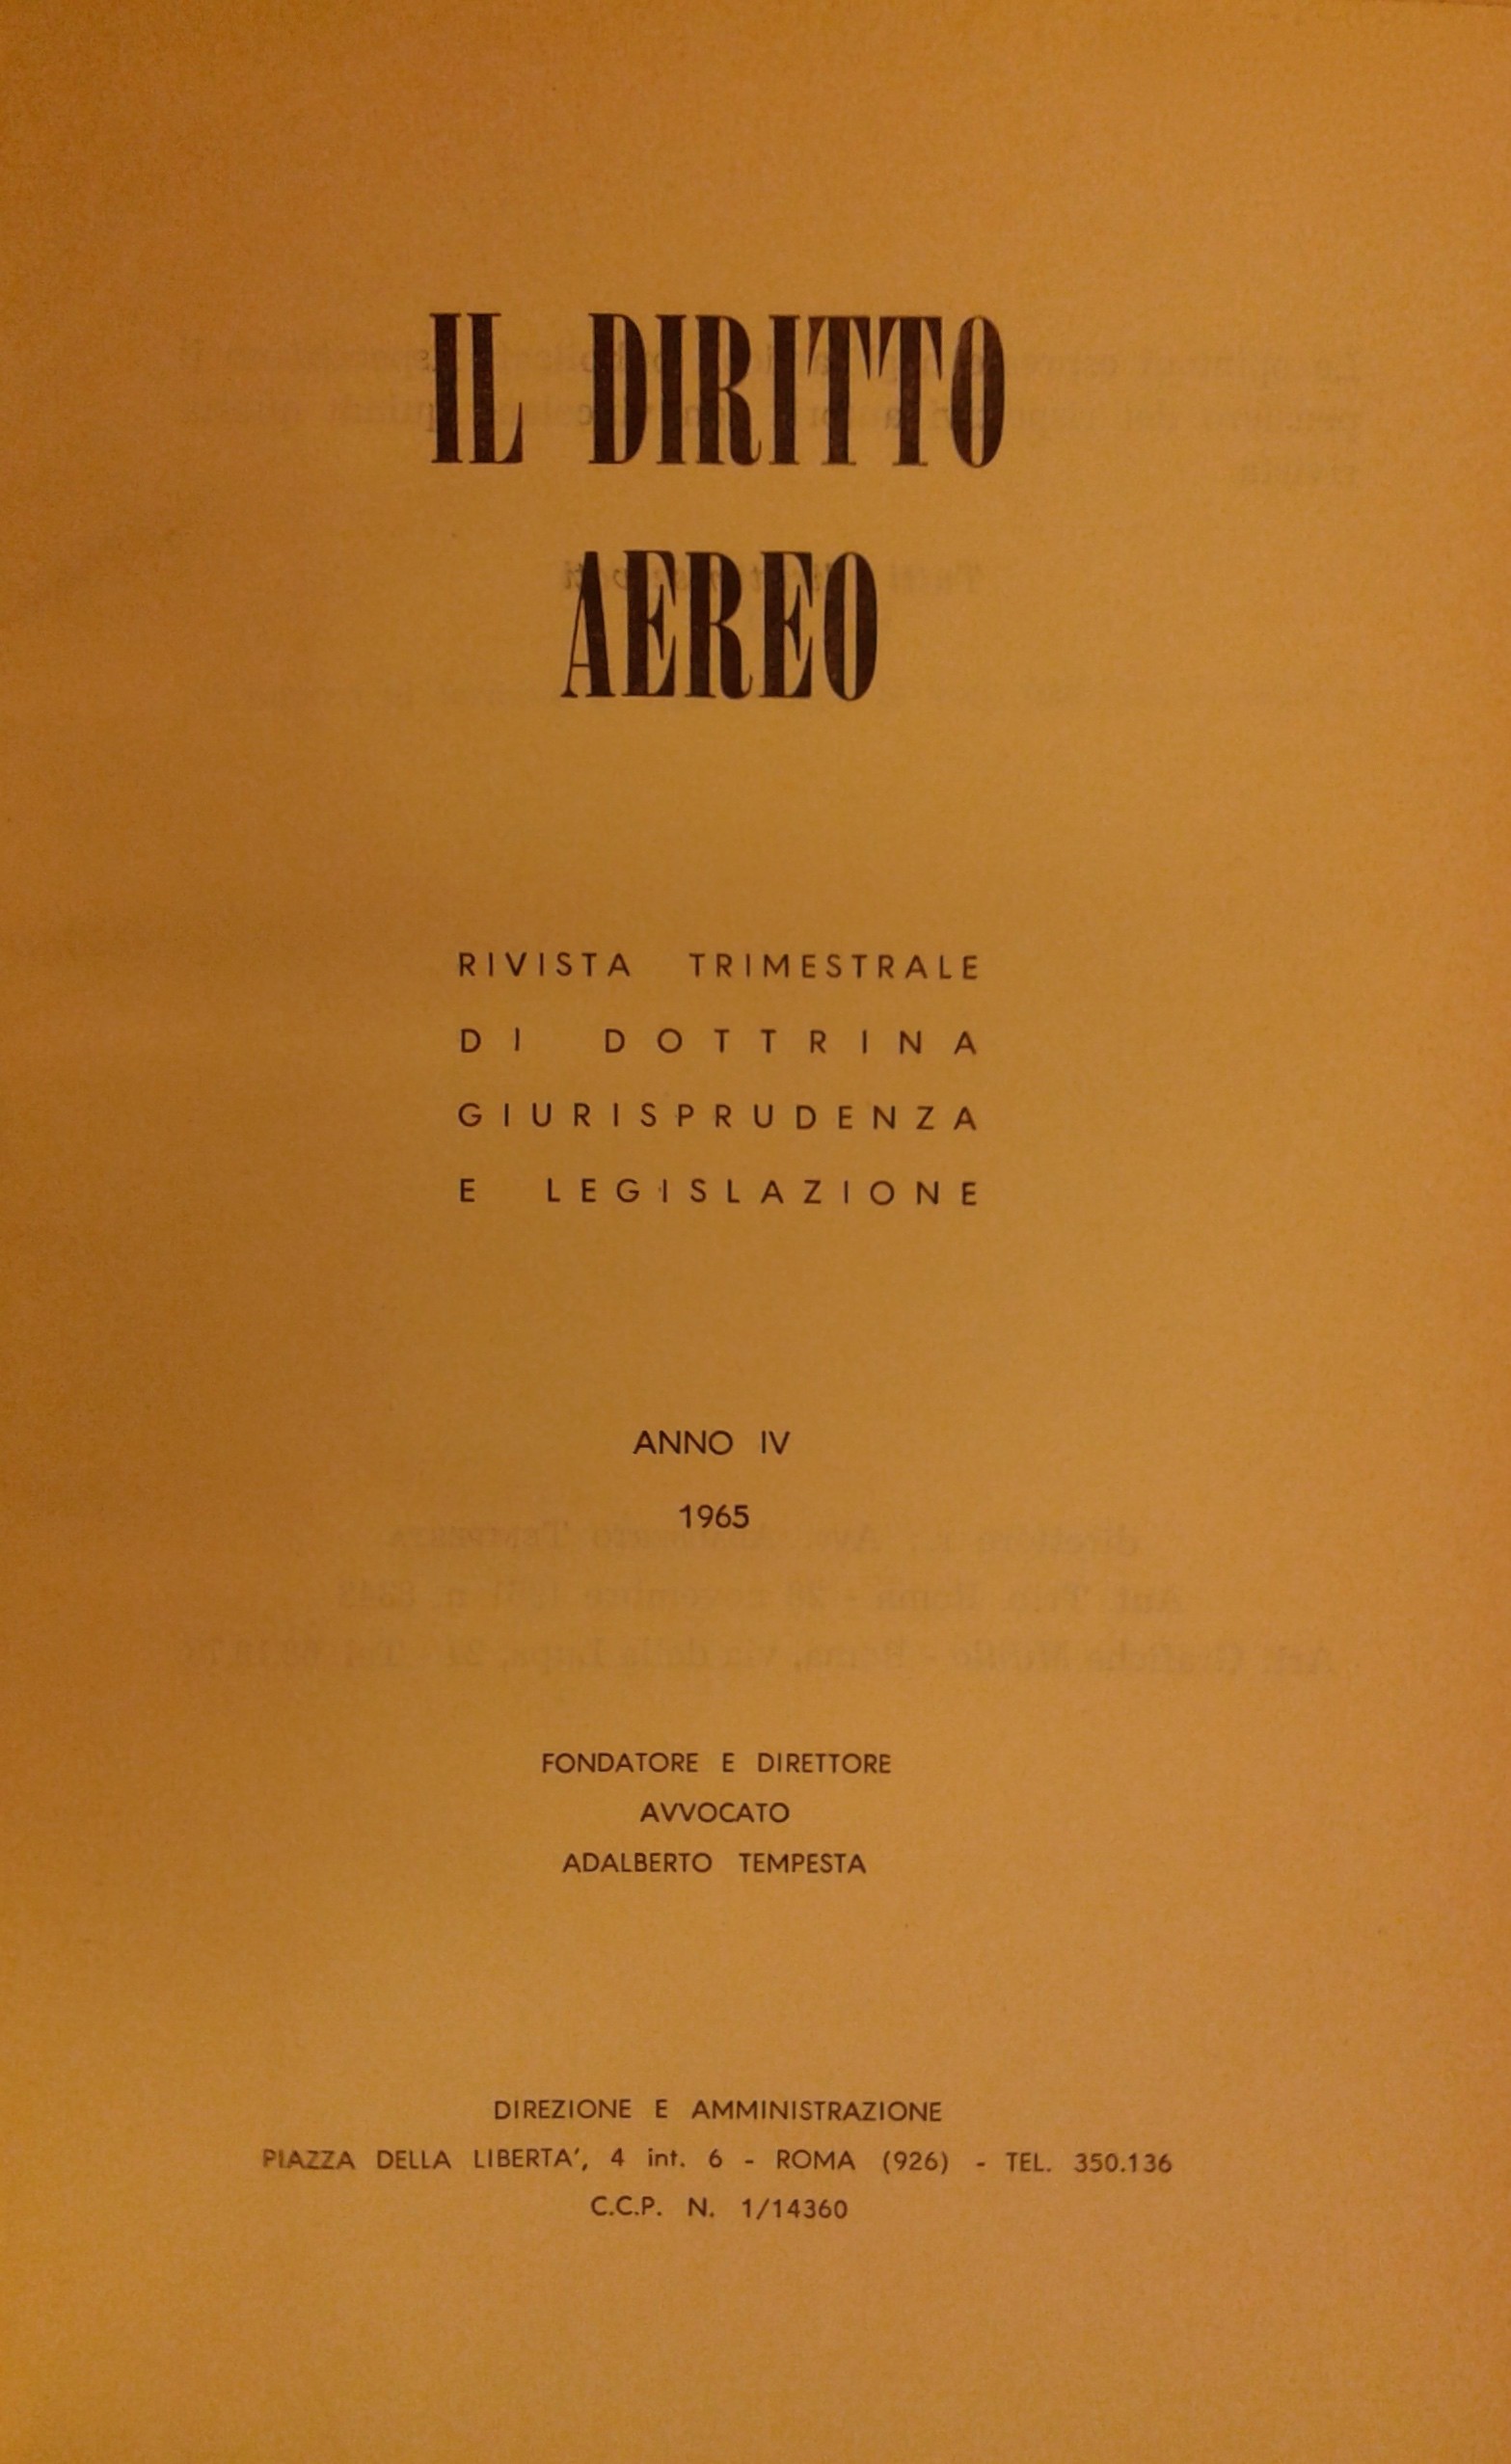 IL DIRITTO
AEREO
RIVISTA TRIMESTRALE
DI DOTTRINA
GIURISPRUDENZA
E LEGISLAZIONE
ANNO IV
1965
FONDATORE E DIRETTORE
AVVOCATO
ADALBERTO TEMPESTA
DIREZIONE E AMMINISTRAZIONE
PIAZZA DELLA LIBERTA', 4 int. 6 - ROMA (926) - TEL. 350.136
C.C.P. N. 1/14360